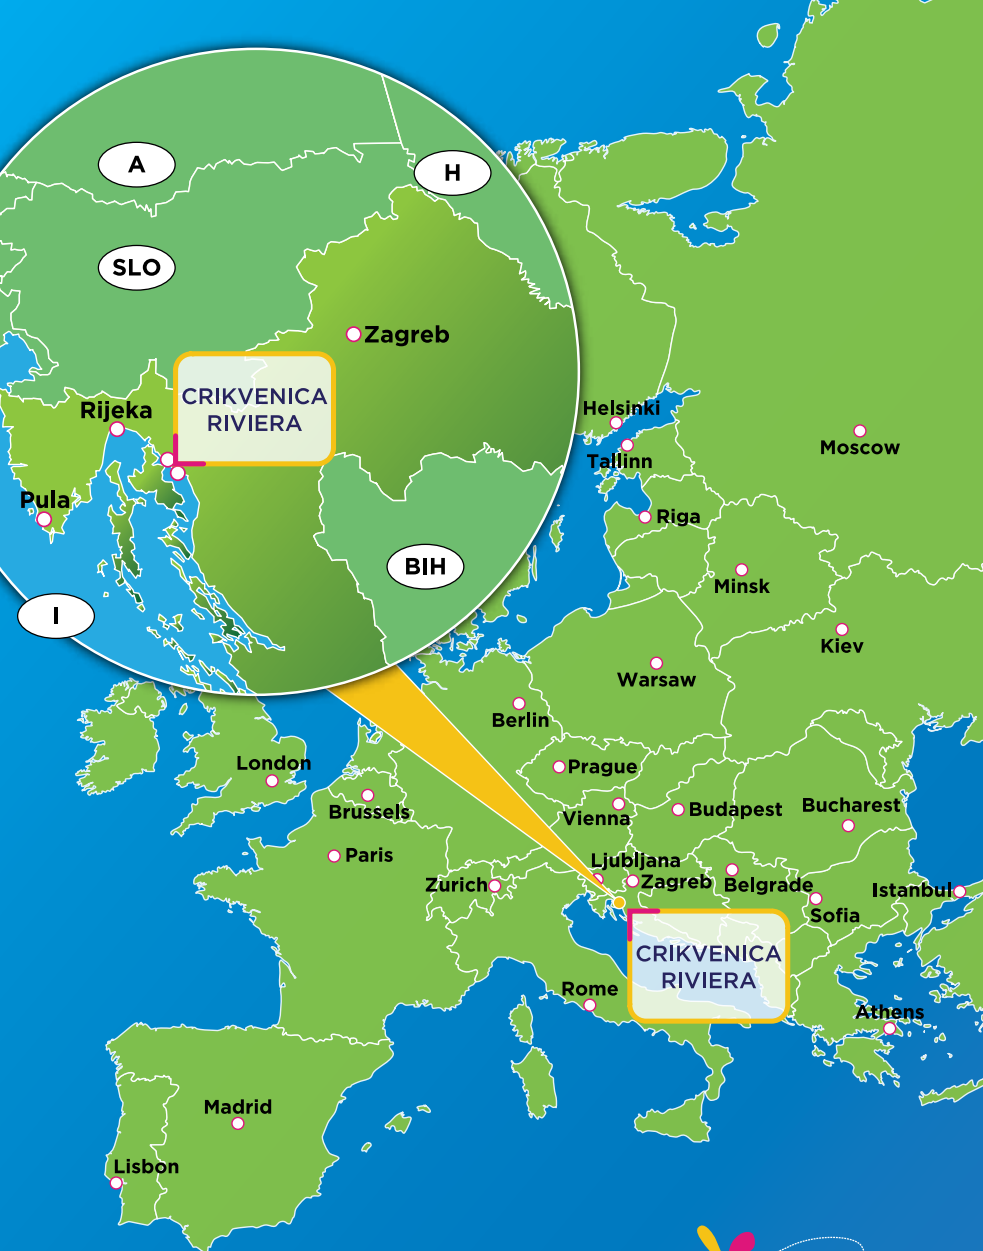 A
H
SLO
Zagreb
CRIKVENICA
RIVIERA
Rijeka
Pula
BIH
I
Helsinki
Tallinn
Moscow
Riga
Minsk
Kiev
Warsaw
Berlin
London
Prague
Brussels
Vienna
Budapest
Bucharest
Paris
Ljubljana
Zurich
Zagreb
Belgrade
Istanbul
Sofia
CRIKVENICA
RIVIERA
Rome
Athens
Madrid
Lisbon